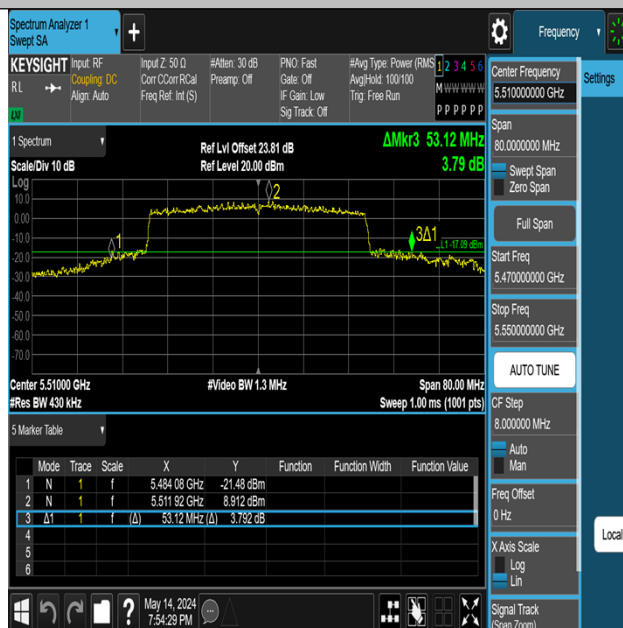 Spectrum Analyzer 1
Swept SA
+
Frequency
KEYSIGHT
Input: RF
Coupling: DC
Align: Auto
Input Z: 50 Ω
Corr CCorr RCal
Freq Ref: Int (S)
#Atten: 30 dB
Preamp: Off
PNO: Fast
Gate: Off
IF Gain: Low
Sig Track: Off
#Avg Type: Power (RMS
Avg|Hold: 100/100
Trig: Free Run
1 2 3 4 5 6
M W W W W W
P P P P P P
RL
LXI
1 Spectrum
Scale/Div 10 dB
Ref Lvl Offset 23.81 dB
Ref Level 20.00 dBm
ΔMkr3 53.12 MHz
3.79 dB
Log
10.0
0.00
-10.0
-20.0
-30.0
-40.0
-50.0
-60.0
-70.0
1
2
3Δ1
L1 -17.09 dBm
Center 5.51000 GHz
#Video BW 1.3 MHz
Span 80.00 MHz
#Res BW 430 kHz
Sweep 1.00 ms (1001 pts)
5 Marker Table
Mode Trace Scale X Y Function Function Width Function Value
1 N 1 f 5.484 08 GHz -21.48 dBm
2 N 1 f 5.511 92 GHz 8.912 dBm
3 Δ1 1 f (Δ) 53.12 MHz (Δ) 3.792 dB
4
5
6
?
May 14, 2024
7:54:29 PM
Center Frequency
5.510000000 GHz
Settings
Span
80.0000000 MHz
Swept Span
Zero Span
Full Span
Start Freq
5.470000000 GHz
Stop Freq
5.550000000 GHz
AUTO TUNE
CF Step
8.000000 MHz
Auto
Man
Freq Offset
0 Hz
X Axis Scale
Log
Lin
Local
Signal Track
(Span Zoom)